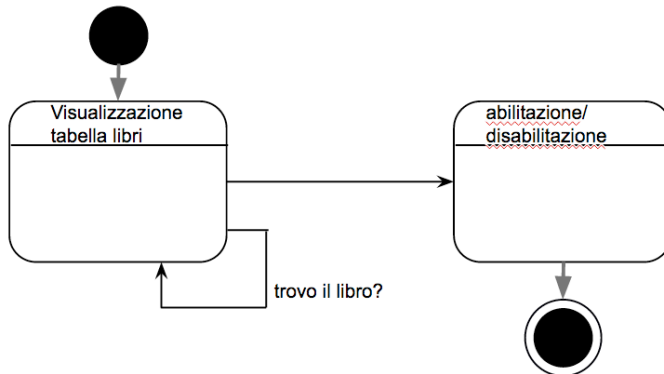 Visualizzazione
tabella libri
abilitazione/
disabilitazione
trovo il libro?